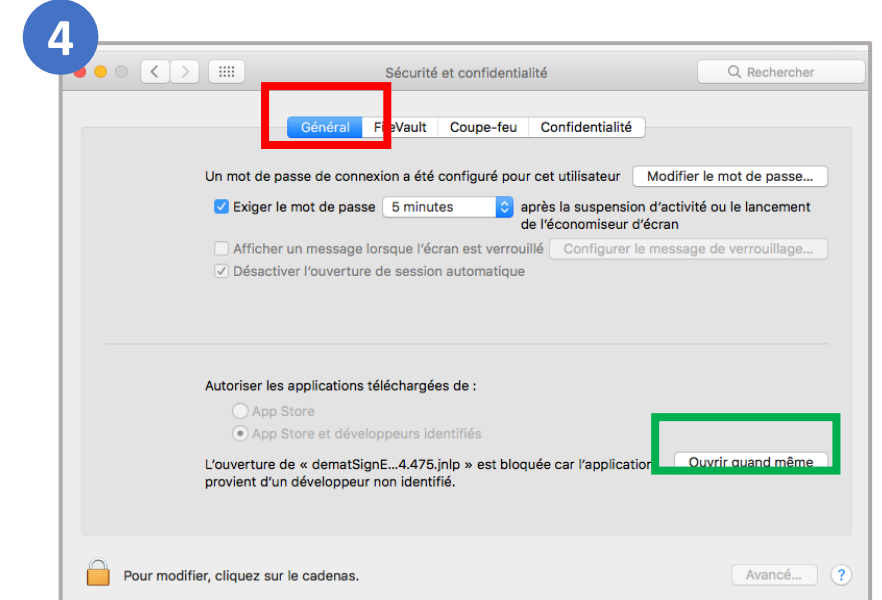 4
Sécurité et confidentialité
Rechercher
Général FileVault Coupe-feu Confidentialité
Un mot de passe de connexion a été configuré pour cet utilisateur Modifier le mot de passe...
Exiger le mot de passe 5 minutes après la suspension d'activité ou le lancement
de l'économiseur d'écran
Afficher un message lorsque l'écran est verrouillé Configurer le message de verrouillage...
Désactiver l'ouverture de session automatique
Autoriser les applications téléchargées de :
App Store
App Store et développeurs identifiés
L'ouverture de « dematSignE...4.475.jnlp » est bloquée car l'application Ouvrir quand même
provient d'un développeur non identifié.
Pour modifier, cliquez sur le cadenas. Avancé... ?